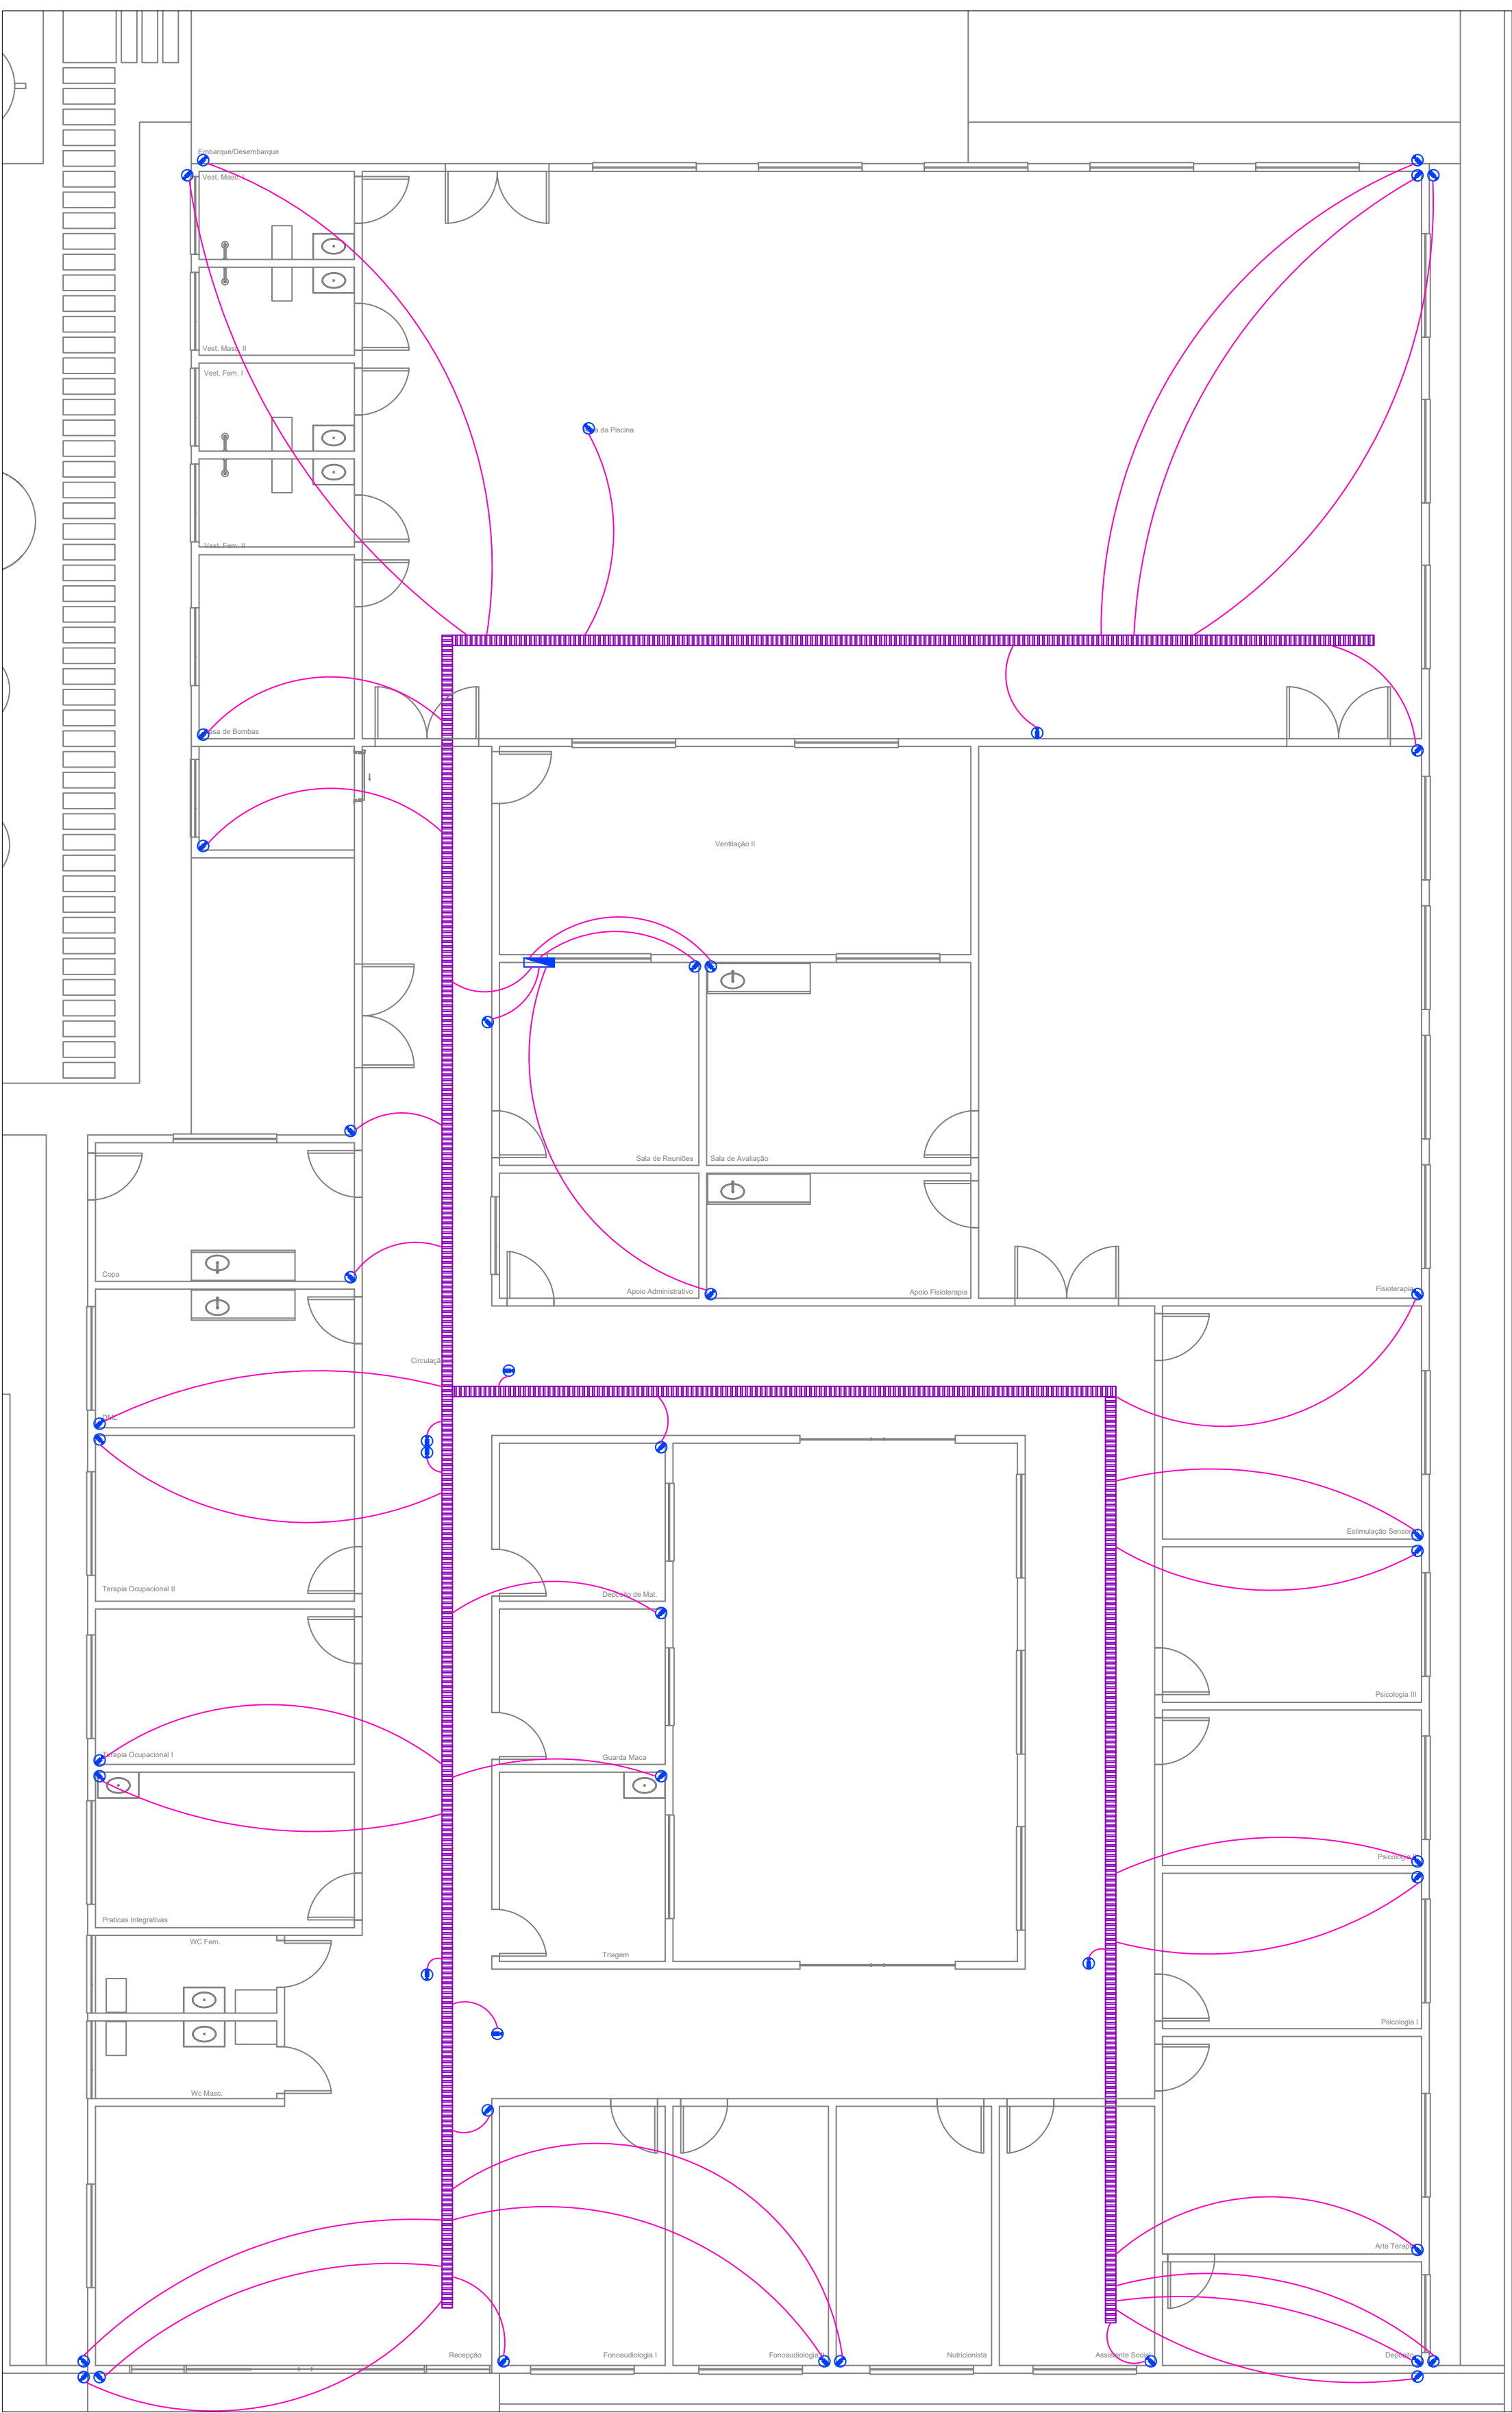 Embarque/Desembarque
Vest. Masc. I
Vest. Masc. II
Vest. Fem. I
da Piscina
Vest. Fem. II
Casa de Bombas
Ventilação II
Sala de Reuniões
Sala de Avaliação
Copa
Apoio Administrativo
Apoio Fisioterapia
Fisioterapia
Circulação
DML
Estimulação Sensorial
Terapia Ocupacional II
Depósito de Mat.
Psicologia III
Terapia Ocupacional I
Guarda Maca
Psicologia
Praticas Integrativas
WC Fem.
Triagem
Psicologia I
Wc Masc.
Arte Terapia
Recepção
Fonoaudiologia I
Fonoaudiologia
Nutricionista
Assistente Social
Depósito